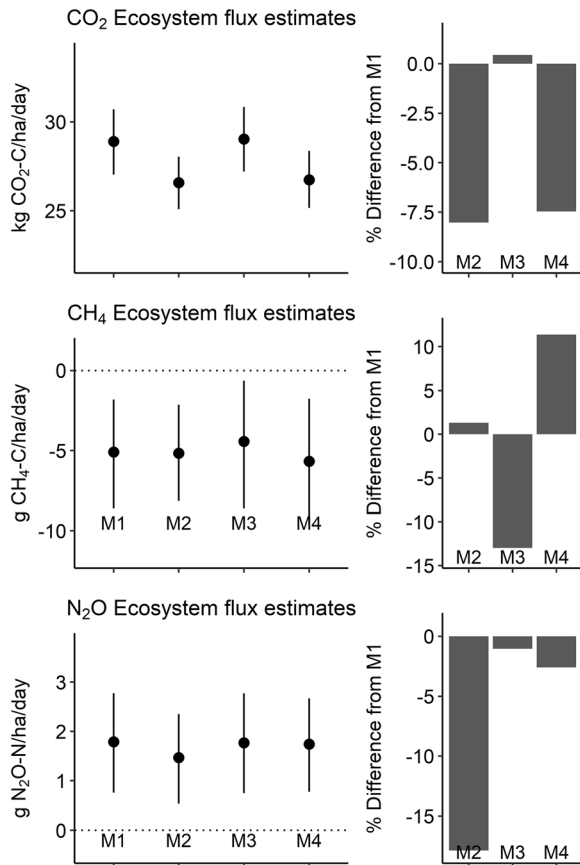 CO₂ Ecosystem flux estimates
kg CO₂-C/ha/day
30
25
% Difference from M1
0.0
-2.5
-5.0
-7.5
-10.0
M2 M3 M4
CH₄ Ecosystem flux estimates
g CH₄-C/ha/day
0
-5
-10
M1 M2 M3 M4
% Difference from M1
10
5
0
-5
-10
-15
M2 M3 M4
N₂O Ecosystem flux estimates
g N₂O-N/ha/day
3
2
1
0
M1 M2 M3 M4
% Difference from M1
0
-5
-10
-15
M2 M3 M4